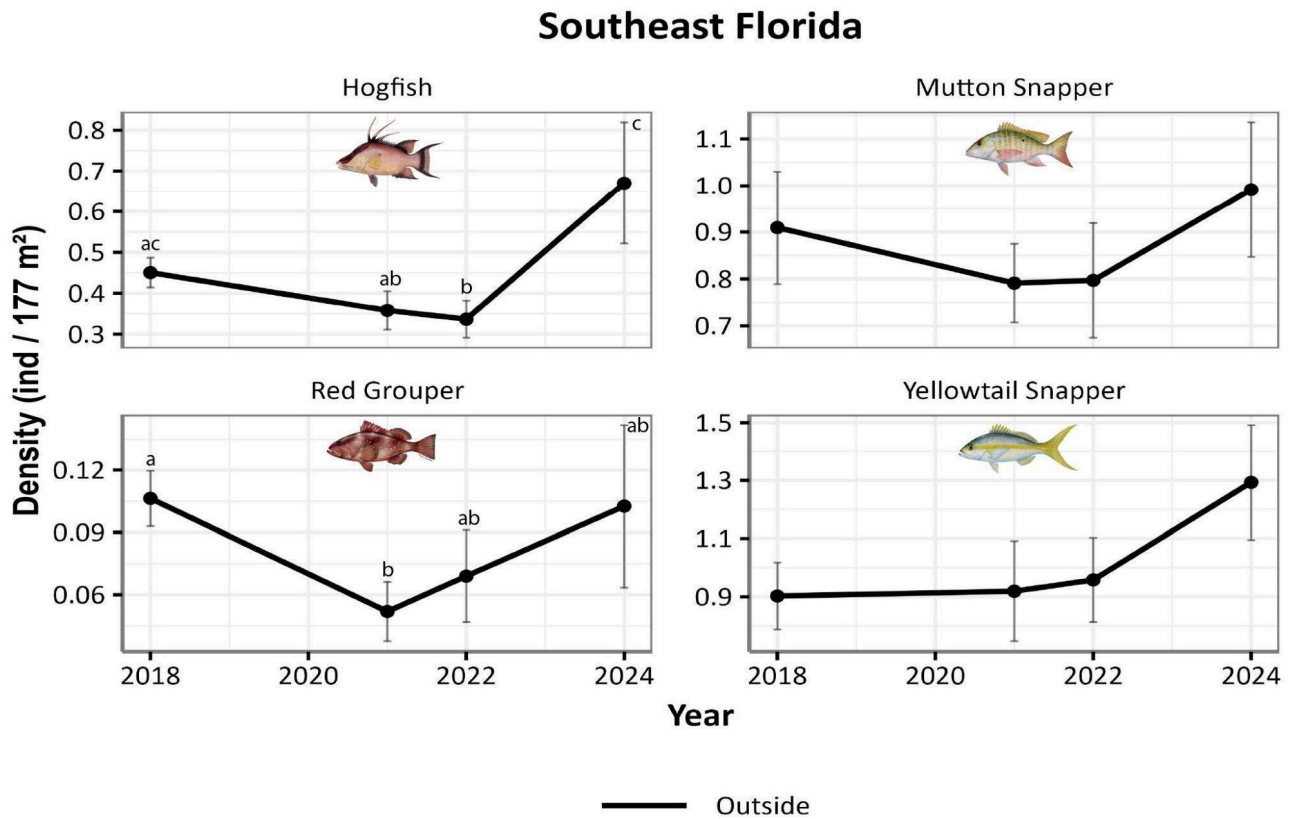 Southeast Florida
Hogfish
Mutton Snapper
Density (ind / 177 m²)
0.8
0.7
0.6
0.5
0.4
0.3
ac
ab
b
c
1.1
1.0
0.9
0.8
0.7
Red Grouper
Yellowtail Snapper
0.12
0.09
0.06
a
b
ab
ab
1.5
1.3
1.1
0.9
2018 2020 2022 2024
2018 2020 2022 2024
Year
Outside